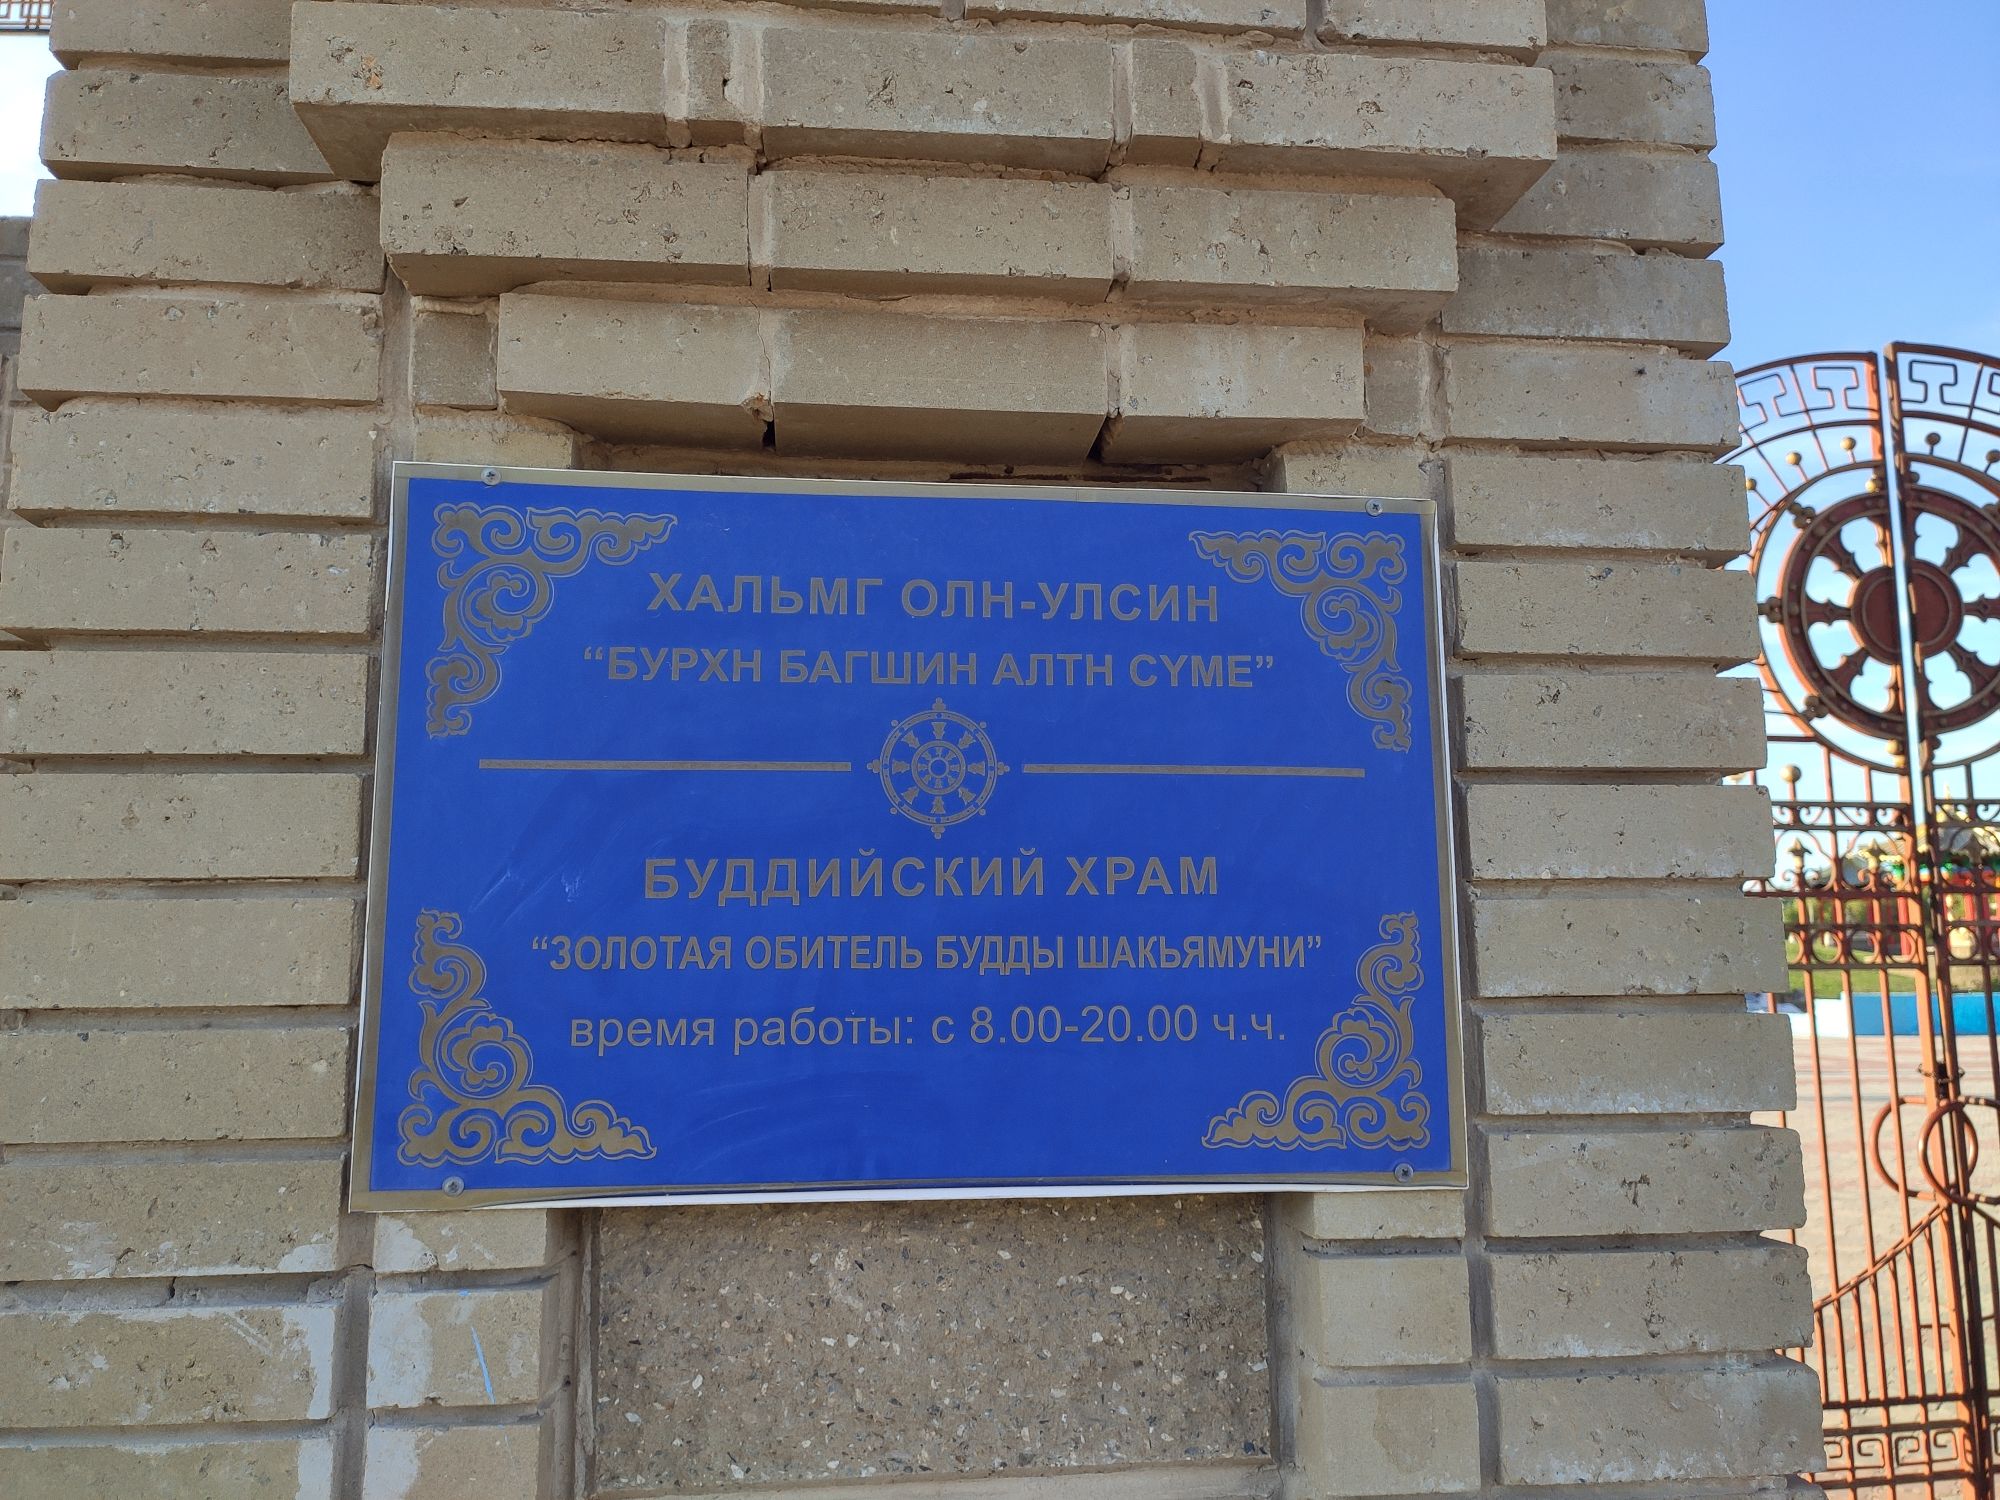 ХАЛЬМГ ОЛН-УЛСИН
“БУРХН БАГШИН АЛТН СҮМЕ”
БУДДИЙСКИЙ ХРАМ
“ЗОЛОТАЯ ОБИТЕЛЬ БУДДЫ ШАКЬЯМУНИ”
время работы: с 8.00-20.00 ч.ч.